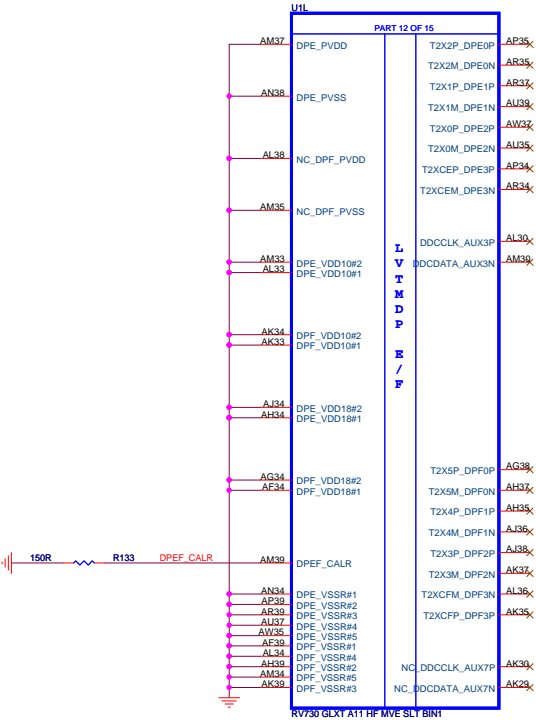 U1L
PART 12 OF 15
AM37 DPE_PVDD T2X2P_DPE0P AP35
T2X2M_DPE0N AR35
T2X1P_DPE1P AR37
AN38 DPE_PVSS T2X1M_DPE1N AU39
T2X0P_DPE2P AW37
T2X0M_DPE2N AU35
AL38 NC_DPF_PVDD T2XCEP_DPE3P AP34
T2XCEM_DPE3N AR34
AM35 NC_DPF_PVSS
DDCCLK_AUX3P AL30
AM33 DPE_VDD10#2 DDCDATA_AUX3N AM30
AL33 DPE_VDD10#1
LVTMDP E/F
AK34 DPF_VDD10#2
AK33 DPF_VDD10#1
AJ34 DPE_VDD18#2
AH34 DPE_VDD18#1
AG34 DPF_VDD18#2 T2X5P_DPF0P AG38
AF34 DPF_VDD18#1 T2X5M_DPF0N AH37
T2X4P_DPF1P AH35
T2X4M_DPF1N AJ36
T2X3P_DPF2P AJ38
150R R133 DPEF_CALR AM39 DPEF_CALR T2X3M_DPF2N AK37
AN34 DPE_VSSR#1 T2XCFM_DPF3N AL36
AP39 DPE_VSSR#2
AR39 DPE_VSSR#3 T2XCFP_DPF3P AK35
AU37 DPE_VSSR#4
AW35 DPE_VSSR#5
AF39 DPF_VSSR#1
AL34 DPF_VSSR#4
AH39 DPF_VSSR#2 NC_DDCCLK_AUX7P AK30
AM34 DPF_VSSR#5
AK39 DPF_VSSR#3 NC_DDCDATA_AUX7N AK29
RV730 GLXT A11 HF MVE SLT BIN1